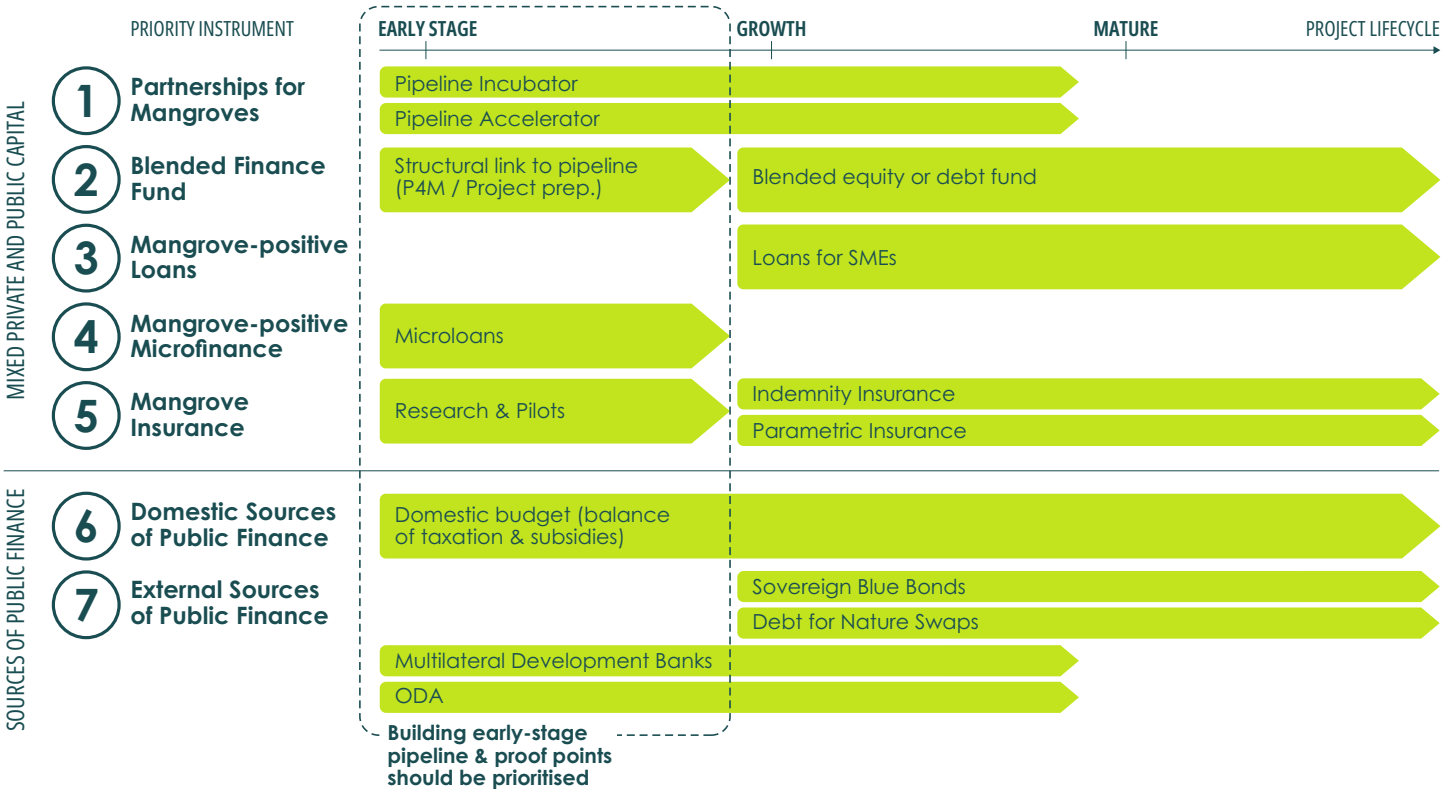 PRIORITY INSTRUMENT
EARLY STAGE
GROWTH
MATURE
PROJECT LIFECYCLE
MIXED PRIVATE AND PUBLIC CAPITAL
1
Partnerships for
Mangroves
Pipeline Incubator
Pipeline Accelerator
2
Blended Finance
Fund
Structural link to pipeline
(P4M / Project prep.)
Blended equity or debt fund
3
Mangrove-positive
Loans
Loans for SMEs
4
Mangrove-positive
Microfinance
Microloans
5
Mangrove
Insurance
Research & Pilots
Indemnity Insurance
Parametric Insurance
SOURCES OF PUBLIC FINANCE
6
Domestic Sources
of Public Finance
Domestic budget (balance
of taxation & subsidies)
7
External Sources
of Public Finance
Sovereign Blue Bonds
Debt for Nature Swaps
Multilateral Development Banks
ODA
Building early-stage
pipeline & proof points
should be prioritised